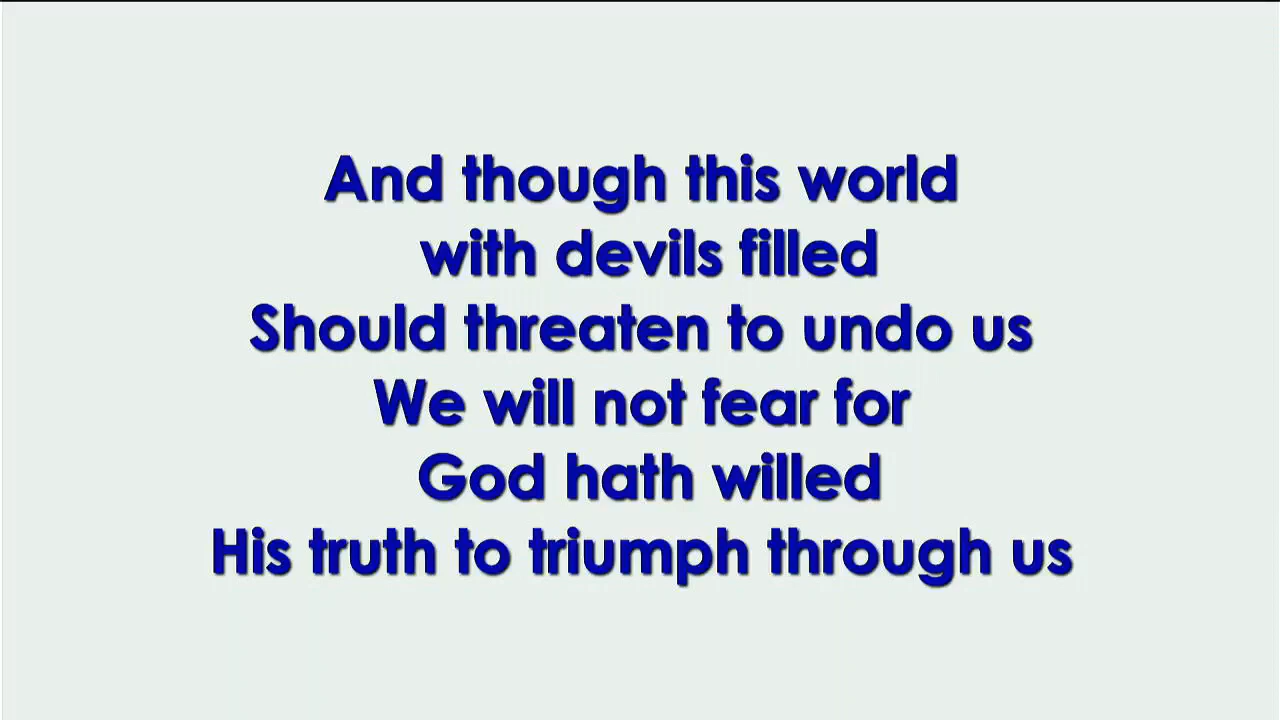 And though this world
with devils filled
Should threaten to undo us
We will not fear for
God hath willed
His truth to triumph through us